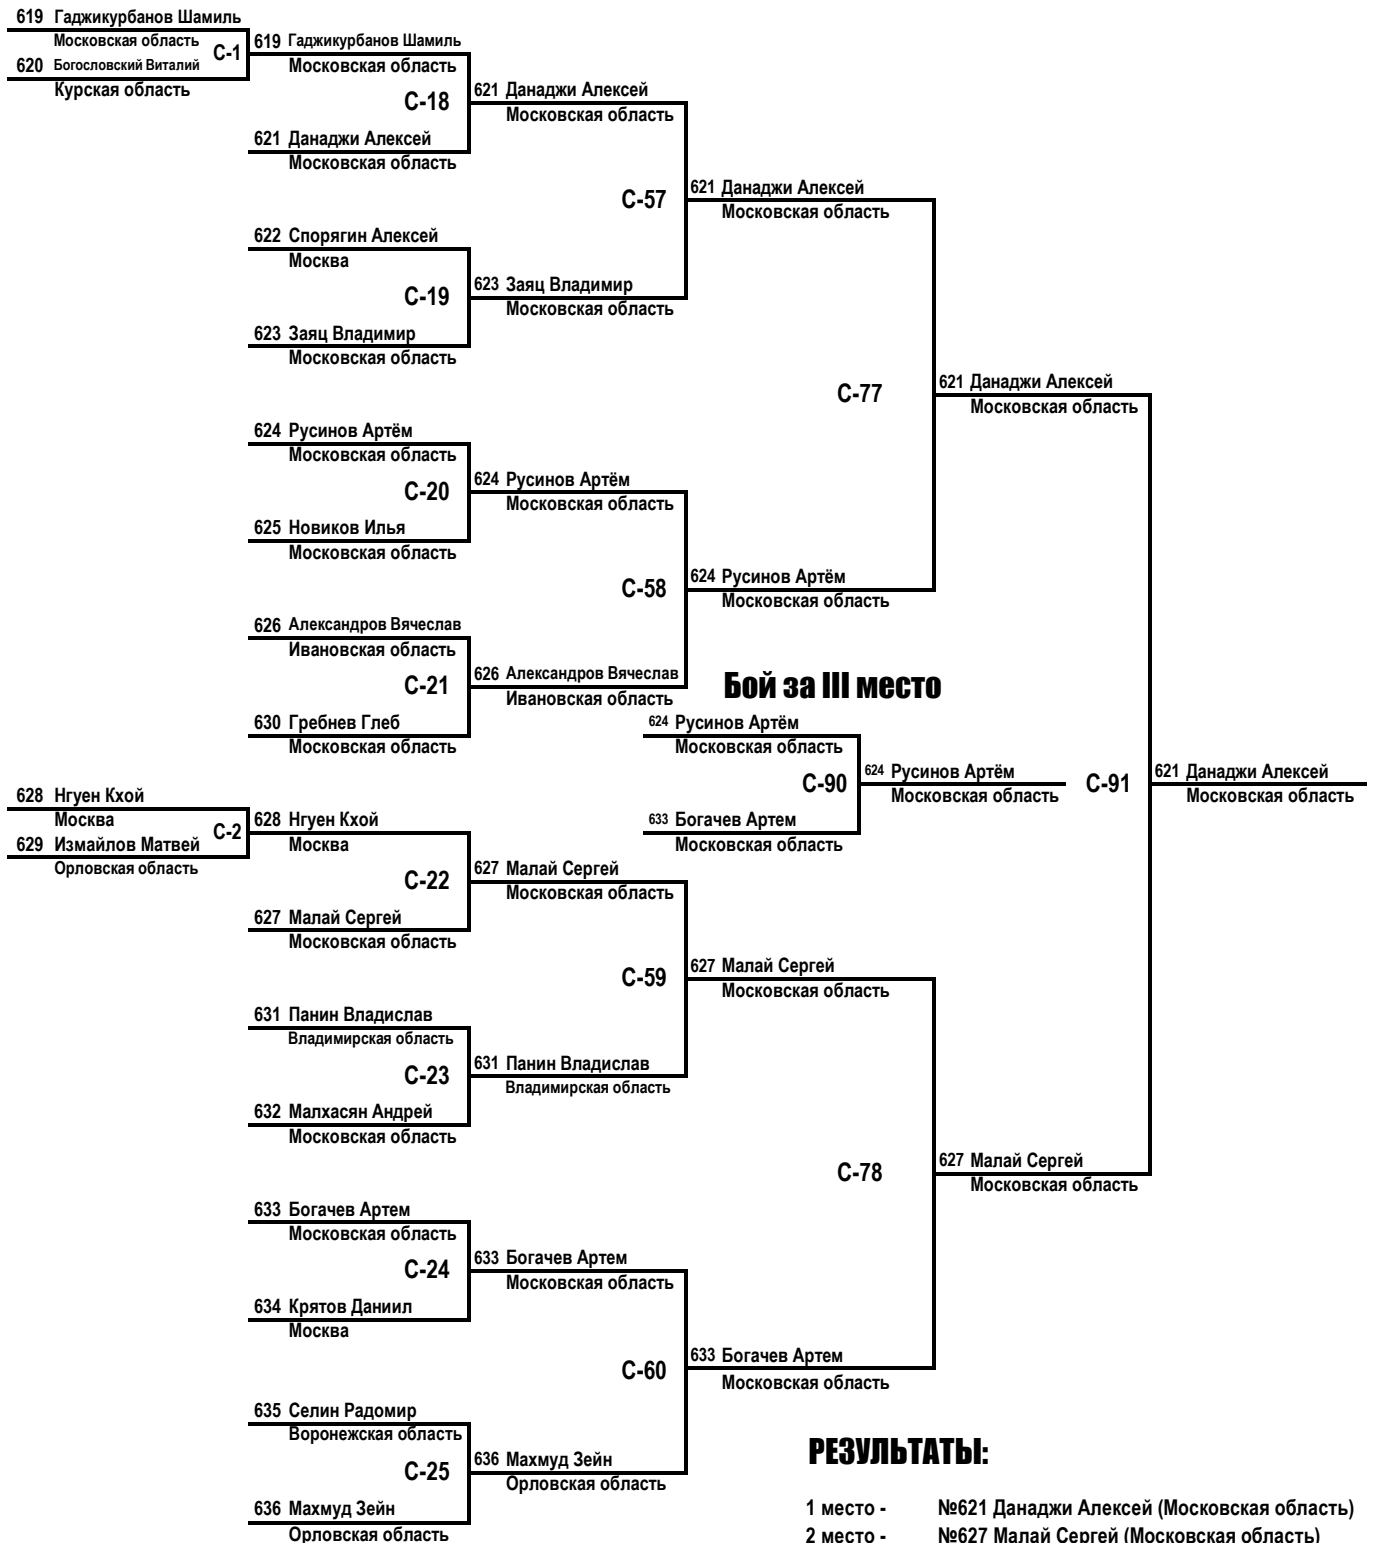 619 Гаджикурбанов Шамиль
Московская область
С-1
620 Богословский Виталий
Курская область
619 Гаджикурбанов Шамиль
Московская область
С-18
621 Данаджи Алексей
Московская область
621 Данаджи Алексей
Московская область
С-57
621 Данаджи Алексей
Московская область
622 Спорягин Алексей
Москва
С-19
623 Заяц Владимир
Московская область
623 Заяц Владимир
Московская область
С-77
621 Данаджи Алексей
Московская область
624 Русинов Артём
Московская область
С-20
624 Русинов Артём
Московская область
625 Новиков Илья
Московская область
С-58
624 Русинов Артём
Московская область
626 Александров Вячеслав
Ивановская область
С-21
626 Александров Вячеслав
Ивановская область
630 Гребнев Глеб
Московская область
Бой за III место
624 Русинов Артём
Московская область
С-90
624 Русинов Артём
Московская область
633 Богачев Артем
Московская область
С-91
621 Данаджи Алексей
Московская область
628 Нгуен Кхой
Москва
С-2
629 Измайлов Матвей
Орловская область
628 Нгуен Кхой
Москва
С-22
627 Малай Сергей
Московская область
627 Малай Сергей
Московская область
С-59
627 Малай Сергей
Московская область
631 Панин Владислав
Владимирская область
С-23
631 Панин Владислав
Владимирская область
632 Малхасян Андрей
Московская область
С-78
627 Малай Сергей
Московская область
633 Богачев Артем
Московская область
С-24
633 Богачев Артем
Московская область
634 Крятов Даниил
Москва
С-60
633 Богачев Артем
Московская область
635 Селин Радомир
Воронежская область
С-25
636 Махмуд Зейн
Орловская область
636 Махмуд Зейн
Орловская область
РЕЗУЛЬТАТЫ:
1 место - №621 Данаджи Алексей (Московская область)
2 место - №627 Малай Сергей (Московская область)